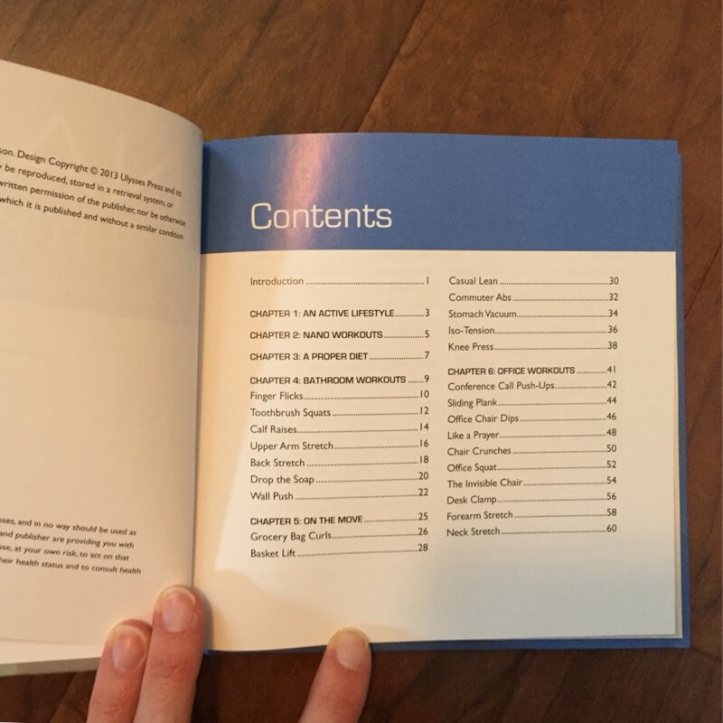 son. Design Copyright © 2013 Ulysses Press and its
be reproduced, stored in a retrieval system, or
written permission of the publisher, nor be otherwise
which it is published and without a similar condition
oses, and in no way should be used as
and publisher are providing you with
ose, at your own risk, to act on that
heir health status and to consult health
Contents
Introduction 1
CHAPTER 1: AN ACTIVE LIFESTYLE 3
CHAPTER 2: NANO WORKOUTS 5
CHAPTER 3: A PROPER DIET 7
CHAPTER 4: BATHROOM WORKOUTS 9
Finger Flicks 10
Toothbrush Squats 12
Calf Raises 14
Upper Arm Stretch 16
Back Stretch 18
Drop the Soap 20
Wall Push 22
CHAPTER 5: ON THE MOVE 25
Grocery Bag Curls 26
Basket Lift 28
Casual Lean 30
Commuter Abs 32
Stomach Vacuum 34
Iso-Tension 36
Knee Press 38
CHAPTER 6: OFFICE WORKOUTS 41
Conference Call Push-Ups 42
Sliding Plank 44
Office Chair Dips 46
Like a Prayer 48
Chair Crunches 50
Office Squat 52
The Invisible Chair 54
Desk Clamp 56
Forearm Stretch 58
Neck Stretch 60